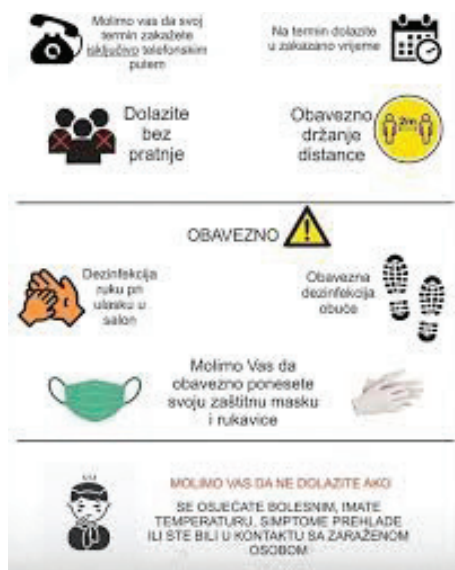 Molimo vas da svoj
termin zakažete
isključivo telefonskim
putem
Na termin dolazite
u zakazano vrijeme
Dolazite
bez
pratnje
Obavezno
držanje
distance
2m
OBAVEZNO
Dezinfekcija
ruku pri
ulasku u
salon
Obavezna
dezinfekcija
obuće
Molimo Vas da
obavezno ponesete
svoju zaštitnu masku
i rukavice
MOLIMO VAS DA NE DOLAZITE AKO
SE OSJEĆATE BOLESNIM, IMATE
TEMPERATURU, SIMPTOME PREHLADE
ILI STE BILI U KONTAKTU SA ZARAŽENOM
OSOBOM